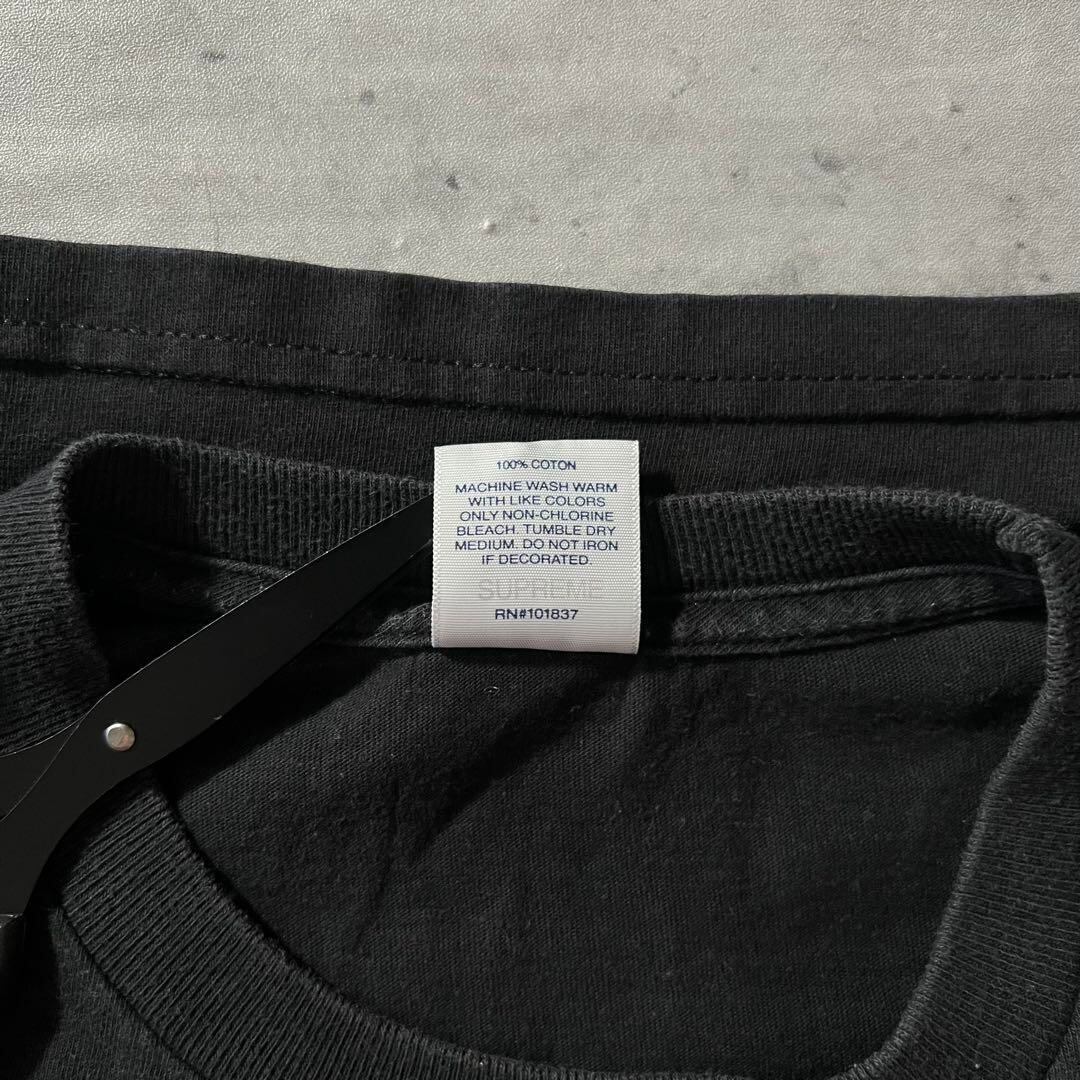 100% COTON
MACHINE WASH WARM
WITH LIKE COLORS
ONLY NON-CHLORINE
BLEACH. TUMBLE DRY
MEDIUM. DO NOT IRON
IF DECORATED.
SUPREME
RN#101837